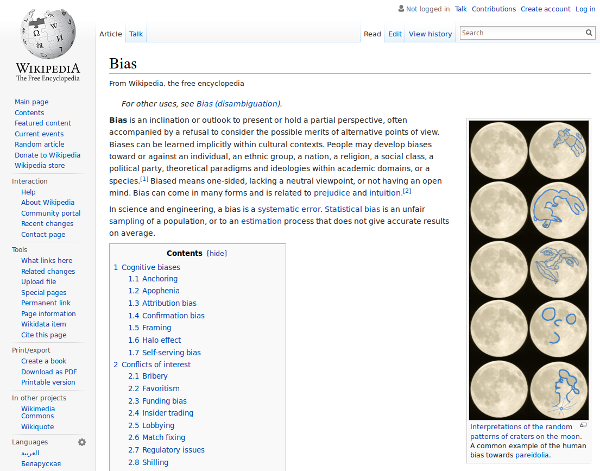 Not logged in Talk Contributions Create account Log in
Article Talk Read Edit View history Search
WIKIPEDIA
The Free Encyclopedia
Main page
Contents
Featured content
Current events
Random article
Donate to Wikipedia
Wikipedia store
Interaction
Help
About Wikipedia
Community portal
Recent changes
Contact page
Tools
What links here
Related changes
Upload file
Special pages
Permanent link
Page information
Wikidata item
Cite this page
Print/export
Create a book
Download as PDF
Printable version
In other projects
Wikimedia
Commons
Wikiquote
Languages
العربية
Беларуская
Bias
From Wikipedia, the free encyclopedia
For other uses, see Bias (disambiguation).
Bias is an inclination or outlook to present or hold a partial perspective, often
accompanied by a refusal to consider the possible merits of alternative points of view.
Biases can be learned implicitly within cultural contexts. People may develop biases
toward or against an individual, an ethnic group, a nation, a religion, a social class, a
political party, theoretical paradigms and ideologies within academic domains, or a
species.[1] Biased means one-sided, lacking a neutral viewpoint, or not having an open
mind. Bias can come in many forms and is related to prejudice and intuition.[2]
In science and engineering, a bias is a systematic error. Statistical bias is an unfair
sampling of a population, or to an estimation process that does not give accurate results
on average.
Contents [hide]
1 Cognitive biases
1.1 Anchoring
1.2 Apophenia
1.3 Attribution bias
1.4 Confirmation bias
1.5 Framing
1.6 Halo effect
1.7 Self-serving bias
2 Conflicts of interest
2.1 Bribery
2.2 Favoritism
2.3 Funding bias
2.4 Insider trading
2.5 Lobbying
2.6 Match fixing
2.7 Regulatory issues
2.8 Shilling
Interpretations of the random
patterns of craters on the moon.
A common example of the human
bias towards pareidolia.